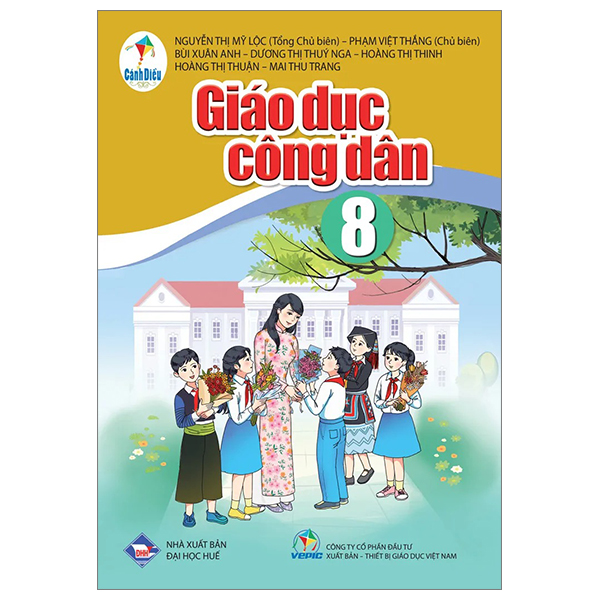 NGUYỄN THỊ MỸ LỘC (Tổng Chủ biên) – PHẠM VIỆT THẮNG (Chủ biên)
BÙI XUÂN ANH – DƯƠNG THỊ THUÝ NGA – HOÀNG THỊ THINH
HOÀNG THỊ THUẬN – MAI THU TRANG
Cánh Diều
Giáo dục
công dân
8
ĐHH
NHÀ XUẤT BẢN
ĐẠI HỌC HUẾ
VEPIC
CÔNG TY CỔ PHẦN ĐẦU TƯ
XUẤT BẢN – THIẾT BỊ GIÁO DỤC VIỆT NAM